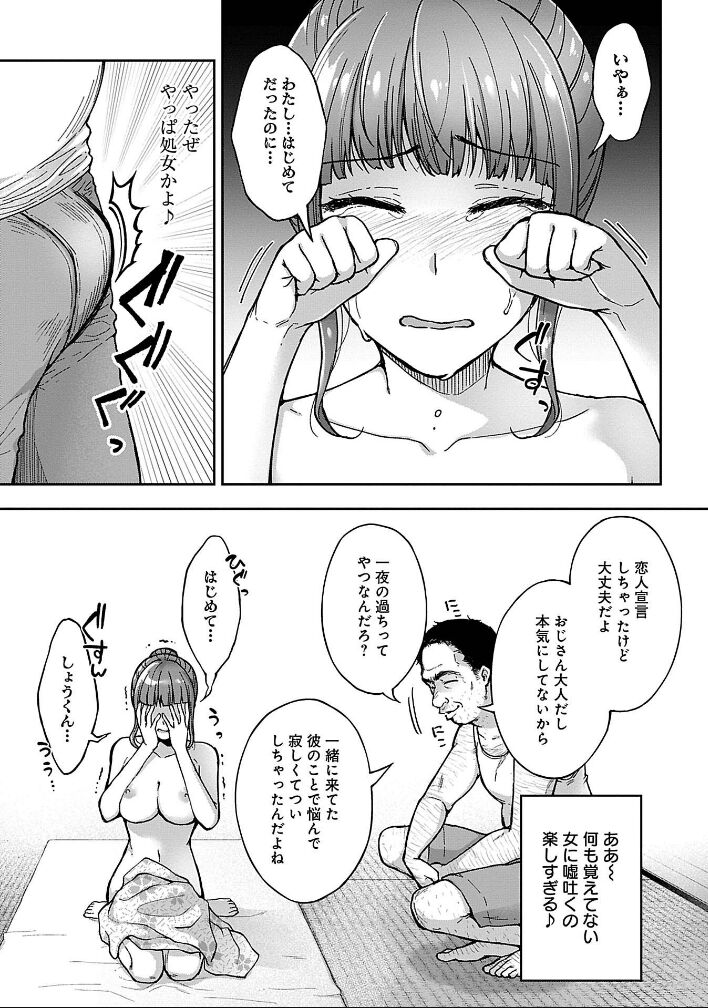 いやぁ…
わたし…はじめて
だったのに…
ぐすっ
やったぜ
やっぱ処女かよ♪
恋人宣言
しちゃったけど
大丈夫だよ
おじさん大人だし
本気にしてないから
一夜の過ちって
やつなんだろ?
一緒に来てた
彼のことで悩んで
寂しくてつい
しちゃったんだよね
ああ〜
何も覚えてない
女に嘘吐くの
楽しすぎる♪
ひぐっ
はじめて…
うっ
ぐすん
しょうくん…
うう…